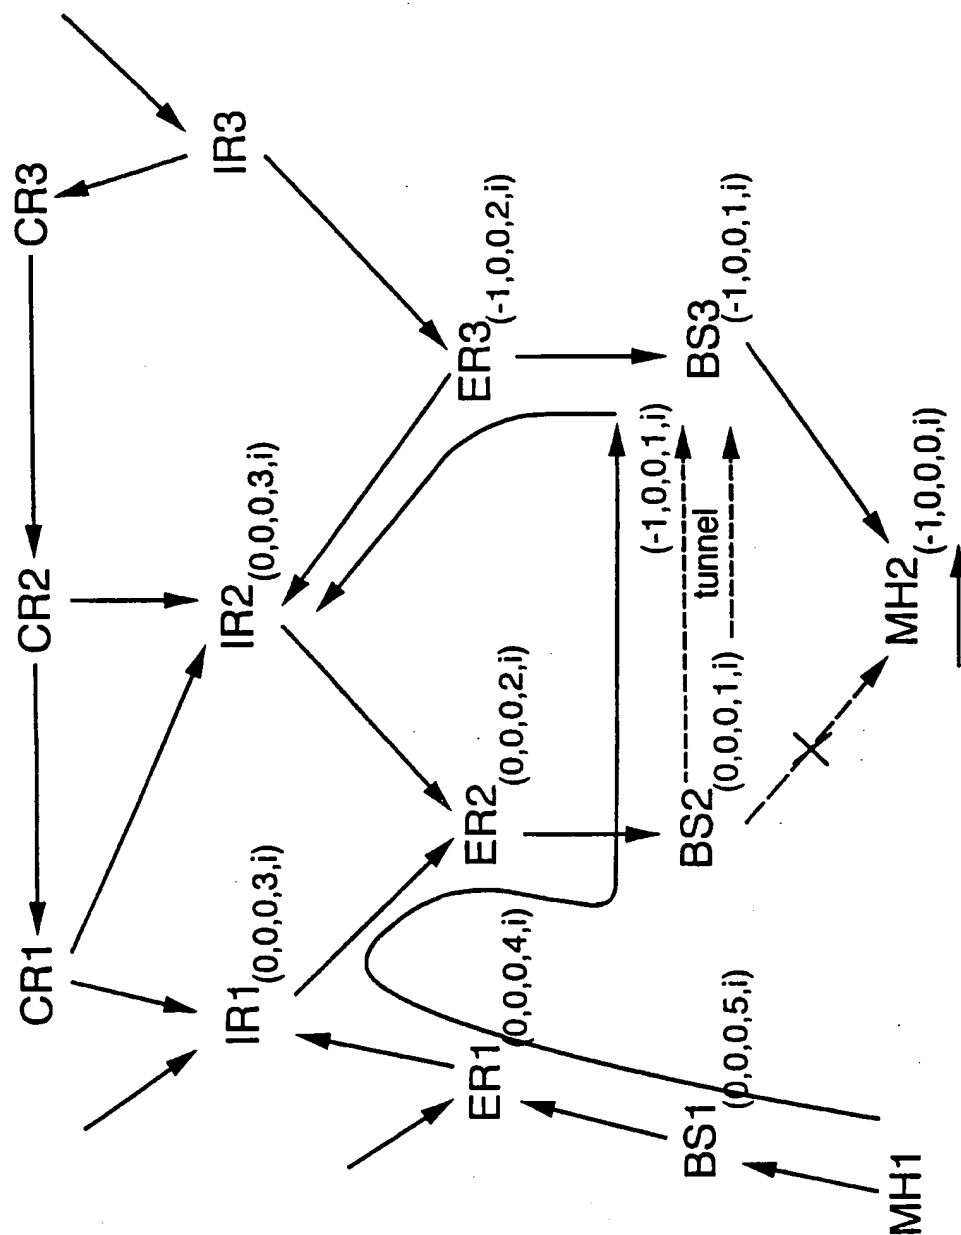 CR1
CR2
CR3
IR1(0,0,0,3,i)
IR2(0,0,0,3,i)
IR3
ER1(0,0,0,4,i)
ER2(0,0,0,2,i)
ER3(-1,0,0,2,i)
(-1,0,0,1,i)
BS1(0,0,0,5,i)
BS2(0,0,0,1,i)
tunnel
BS3(-1,0,0,1,i)
MH1
MH2(-1,0,0,0,i)